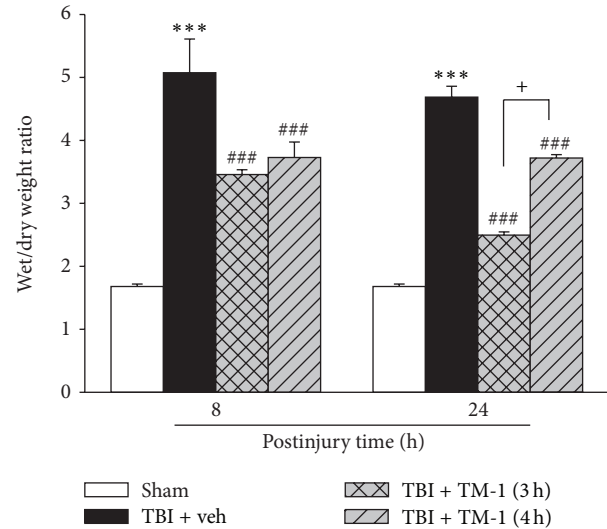 6
5
4
3
2
1
0
Wet/dry weight ratio
***
###
###
***
###
###
+
8
24
Postinjury time (h)
Sham
TBI + veh
TBI + TM-1 (3 h)
TBI + TM-1 (4 h)